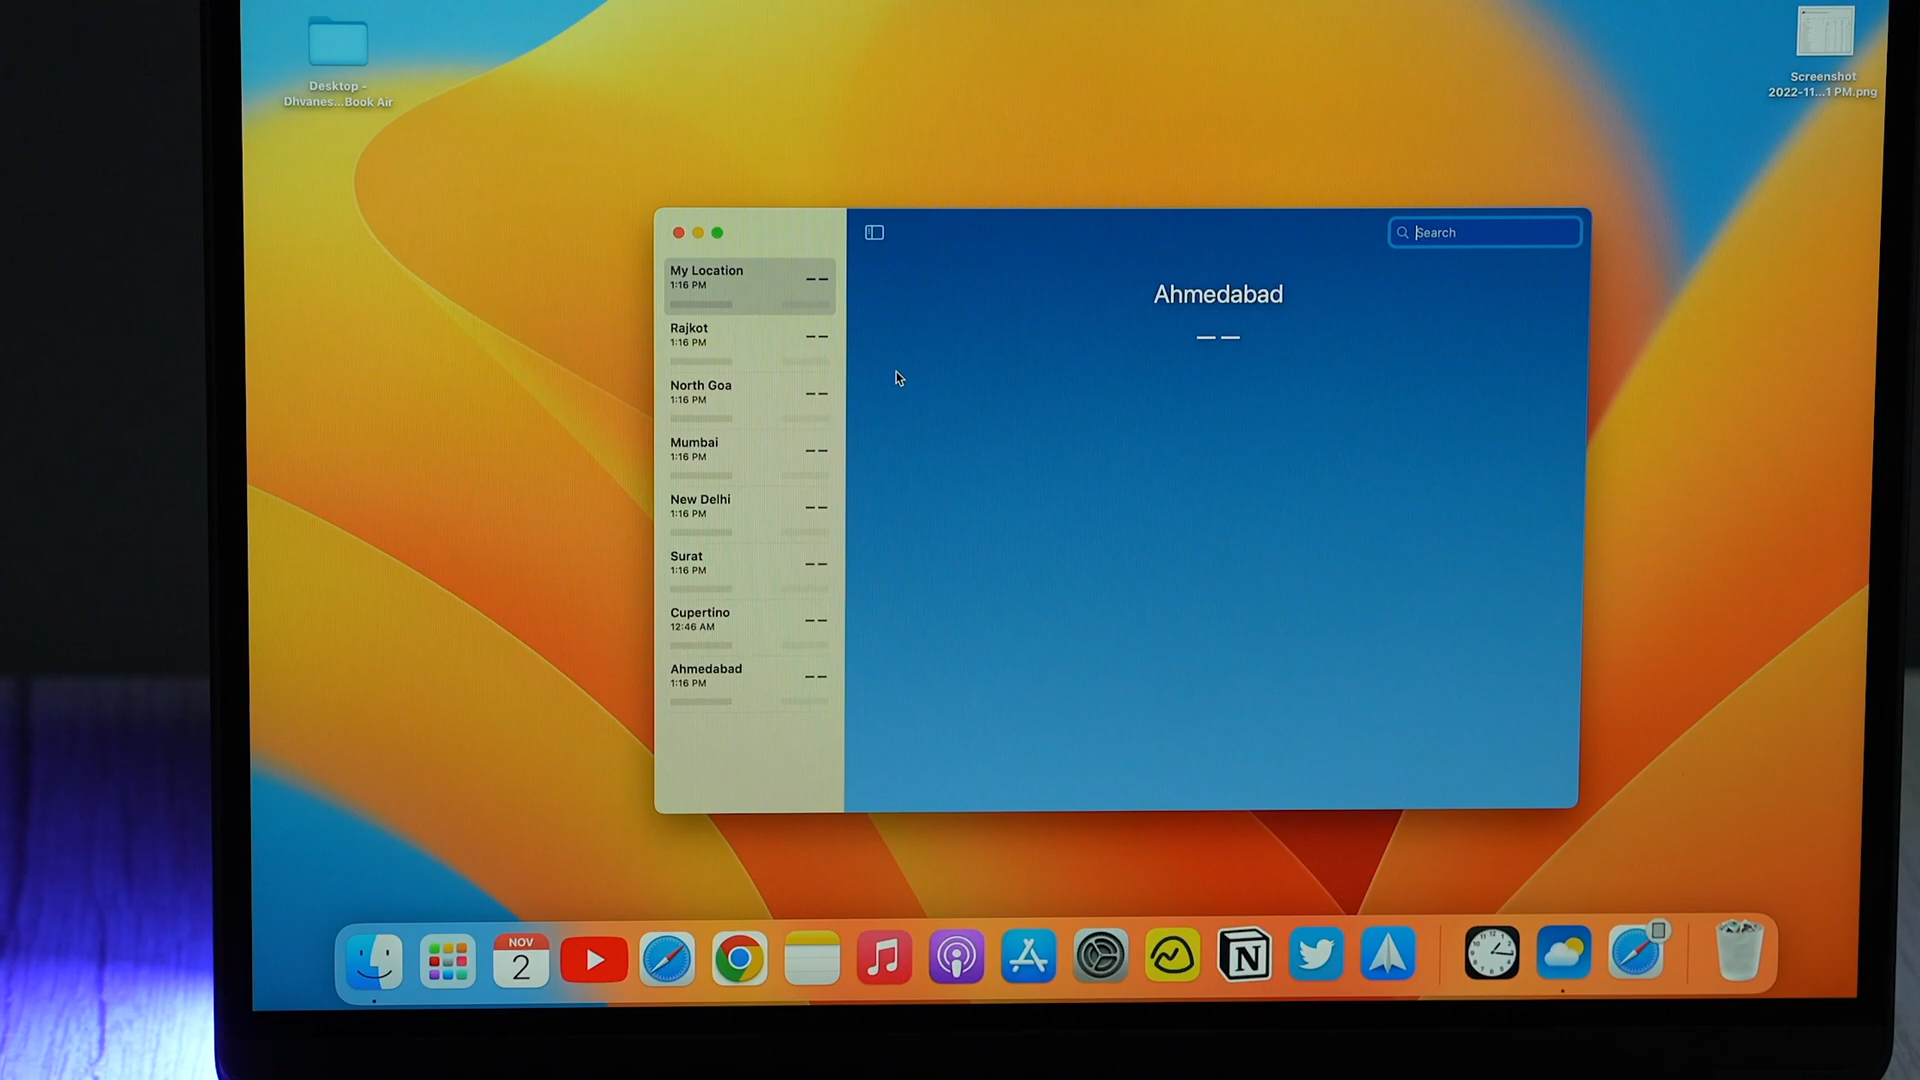 Desktop -
Dhvanes...Book Air
Screenshot
2022-11...1 PM.png
Search
My Location
1:16 PM
– –
Rajkot
1:16 PM
– –
North Goa
1:16 PM
– –
Mumbai
1:16 PM
– –
New Delhi
1:16 PM
– –
Surat
1:16 PM
– –
Cupertino
12:46 AM
– –
Ahmedabad
1:16 PM
– –
Ahmedabad
– –
NOV
2
N